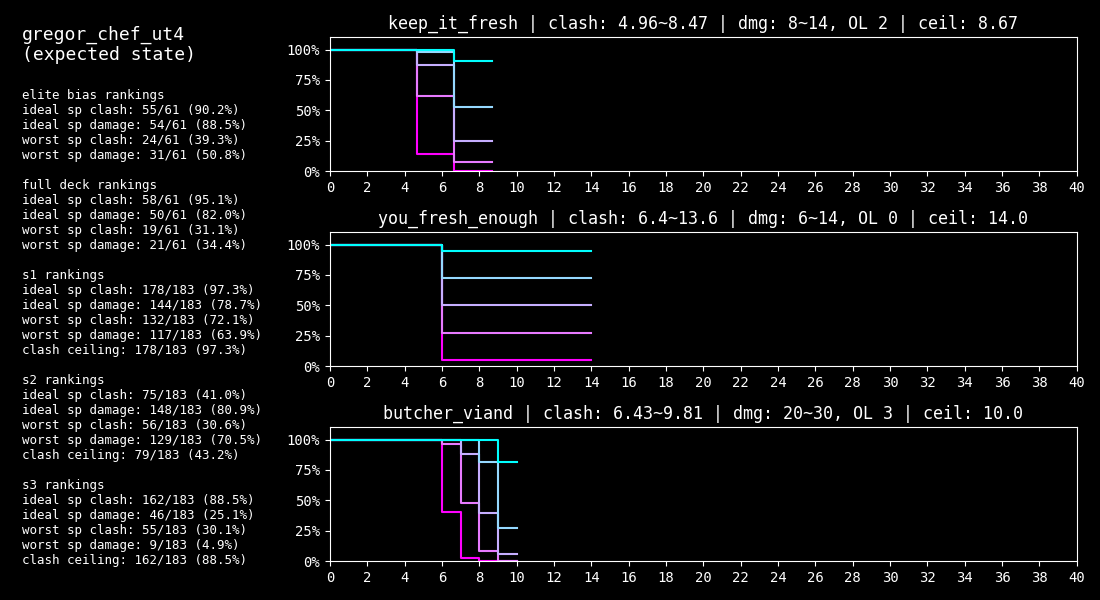 gregor_chef_ut4
(expected state)
elite bias rankings
ideal sp clash: 55/61 (90.2%)
ideal sp damage: 54/61 (88.5%)
worst sp clash: 24/61 (39.3%)
worst sp damage: 31/61 (50.8%)
full deck rankings
ideal sp clash: 58/61 (95.1%)
ideal sp damage: 50/61 (82.0%)
worst sp clash: 19/61 (31.1%)
worst sp damage: 21/61 (34.4%)
s1 rankings
ideal sp clash: 178/183 (97.3%)
ideal sp damage: 144/183 (78.7%)
worst sp clash: 132/183 (72.1%)
worst sp damage: 117/183 (63.9%)
clash ceiling: 178/183 (97.3%)
s2 rankings
ideal sp clash: 75/183 (41.0%)
ideal sp damage: 148/183 (80.9%)
worst sp clash: 56/183 (30.6%)
worst sp damage: 129/183 (70.5%)
clash ceiling: 79/183 (43.2%)
s3 rankings
ideal sp clash: 162/183 (88.5%)
ideal sp damage: 46/183 (25.1%)
worst sp clash: 55/183 (30.1%)
worst sp damage: 9/183 (4.9%)
clash ceiling: 162/183 (88.5%)
keep_it_fresh | clash: 4.96~8.47 | dmg: 8~14, OL 2 | ceil: 8.67
100%
75%
50%
25%
0%
0 2 4 6 8 10 12 14 16 18 20 22 24 26 28 30 32 34 36 38 40
you_fresh_enough | clash: 6.4~13.6 | dmg: 6~14, OL 0 | ceil: 14.0
100%
75%
50%
25%
0%
0 2 4 6 8 10 12 14 16 18 20 22 24 26 28 30 32 34 36 38 40
butcher_viand | clash: 6.43~9.81 | dmg: 20~30, OL 3 | ceil: 10.0
100%
75%
50%
25%
0%
0 2 4 6 8 10 12 14 16 18 20 22 24 26 28 30 32 34 36 38 40